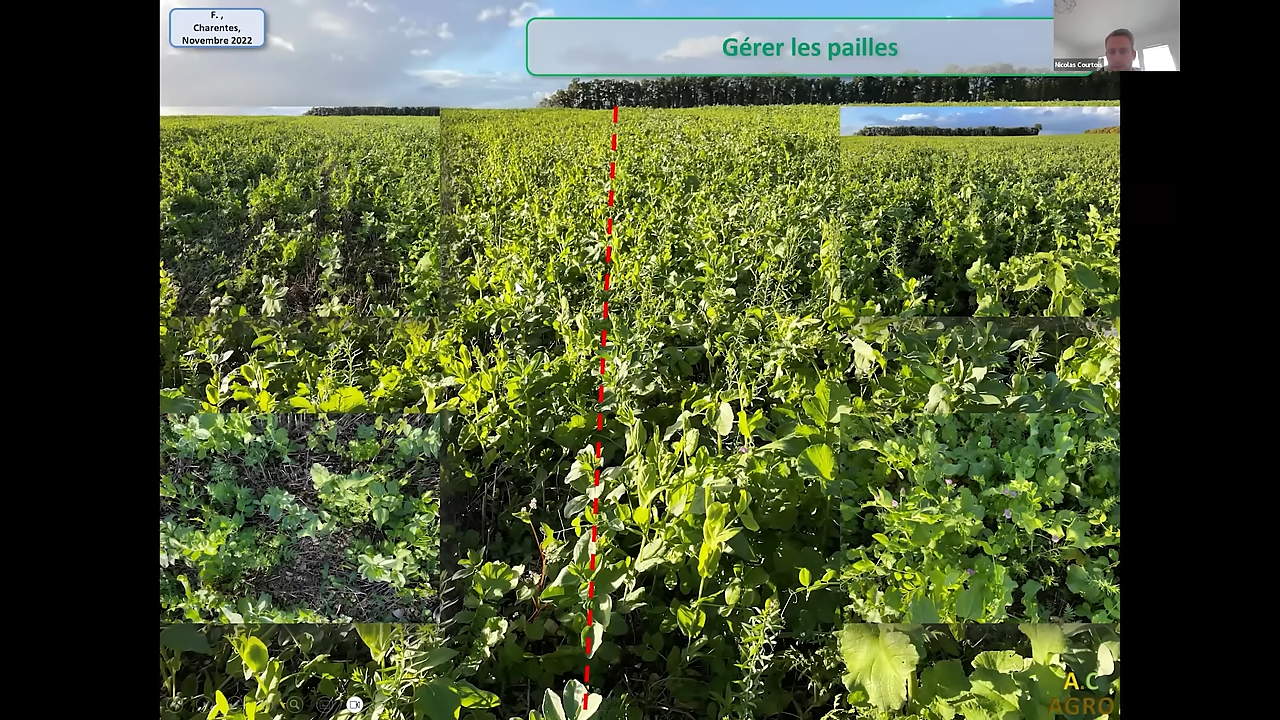 F. ,
Charentes,
Novembre 2022
Gérer les pailles
Nicolas Courtois
A.C
AGRO